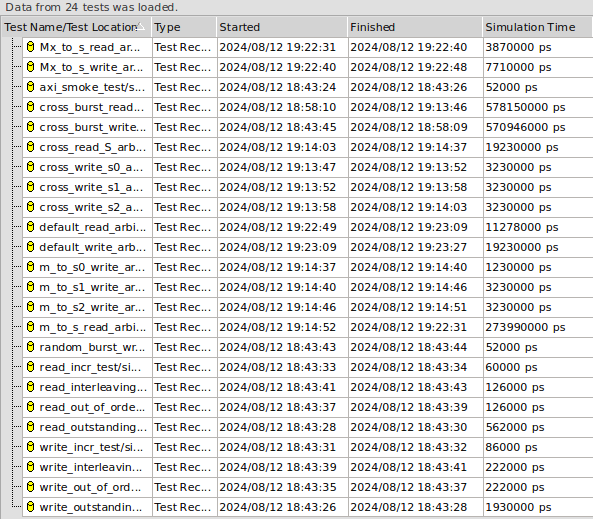 Data from 24 tests was loaded.
Test Name/Test Location Type Started Finished Simulation Time
Mx_to_s_read_ar... Test Rec... 2024/08/12 19:22:31 2024/08/12 19:22:40 3870000 ps
Mx_to_s_write_ar... Test Rec... 2024/08/12 19:22:40 2024/08/12 19:22:48 7710000 ps
axi_smoke_test/s... Test Rec... 2024/08/12 18:43:24 2024/08/12 18:43:26 52000 ps
cross_burst_read... Test Rec... 2024/08/12 18:58:10 2024/08/12 19:13:46 578150000 ps
cross_burst_write... Test Rec... 2024/08/12 18:43:45 2024/08/12 18:58:09 570946000 ps
cross_read_S_arb... Test Rec... 2024/08/12 19:14:03 2024/08/12 19:14:37 19230000 ps
cross_write_s0_a... Test Rec... 2024/08/12 19:13:47 2024/08/12 19:13:52 3230000 ps
cross_write_s1_a... Test Rec... 2024/08/12 19:13:52 2024/08/12 19:13:58 3230000 ps
cross_write_s2_a... Test Rec... 2024/08/12 19:13:58 2024/08/12 19:14:03 3230000 ps
default_read_arbi... Test Rec... 2024/08/12 19:22:49 2024/08/12 19:23:09 11278000 ps
default_write_arb... Test Rec... 2024/08/12 19:23:09 2024/08/12 19:23:27 19230000 ps
m_to_s0_write_ar... Test Rec... 2024/08/12 19:14:37 2024/08/12 19:14:40 1230000 ps
m_to_s1_write_ar... Test Rec... 2024/08/12 19:14:40 2024/08/12 19:14:46 3230000 ps
m_to_s2_write_ar... Test Rec... 2024/08/12 19:14:46 2024/08/12 19:14:51 3230000 ps
m_to_s_read_arbi... Test Rec... 2024/08/12 19:14:52 2024/08/12 19:22:31 273990000 ps
random_burst_wr... Test Rec... 2024/08/12 18:43:43 2024/08/12 18:43:44 52000 ps
read_incr_test/si... Test Rec... 2024/08/12 18:43:33 2024/08/12 18:43:34 60000 ps
read_interleaving... Test Rec... 2024/08/12 18:43:41 2024/08/12 18:43:43 126000 ps
read_out_of_orde... Test Rec... 2024/08/12 18:43:37 2024/08/12 18:43:39 126000 ps
read_outstanding... Test Rec... 2024/08/12 18:43:28 2024/08/12 18:43:30 562000 ps
write_incr_test/si... Test Rec... 2024/08/12 18:43:31 2024/08/12 18:43:32 86000 ps
write_interleavin... Test Rec... 2024/08/12 18:43:39 2024/08/12 18:43:41 222000 ps
write_out_of_ord... Test Rec... 2024/08/12 18:43:35 2024/08/12 18:43:37 222000 ps
write_outstandin... Test Rec... 2024/08/12 18:43:26 2024/08/12 18:43:28 1930000 ps